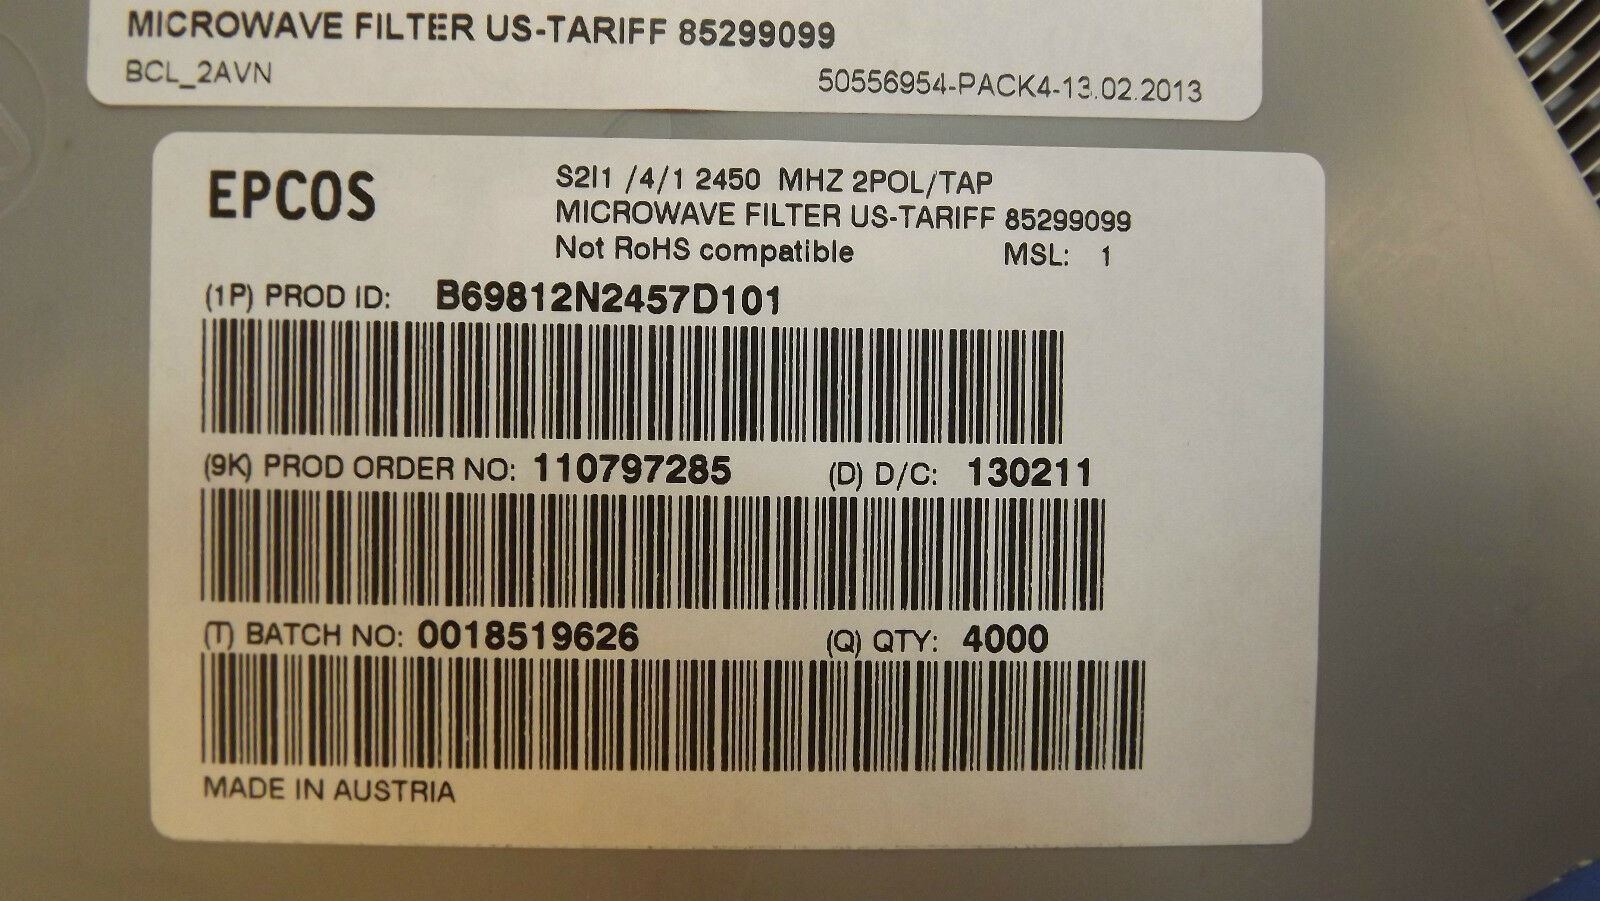 MICROWAVE FILTER US-TARIFF 85299099
BCL_2AVN 50556954-PACK4-13.02.2013
EPCOS
S2I1 /4/1 2450 MHZ 2POL/TAP
MICROWAVE FILTER US-TARIFF 85299099
Not RoHS compatible MSL: 1
(1P) PROD ID: B69812N2457D101
(9K) PROD ORDER NO: 110797285 (D) D/C: 130211
(T) BATCH NO: 0018519626 (Q) QTY: 4000
MADE IN AUSTRIA